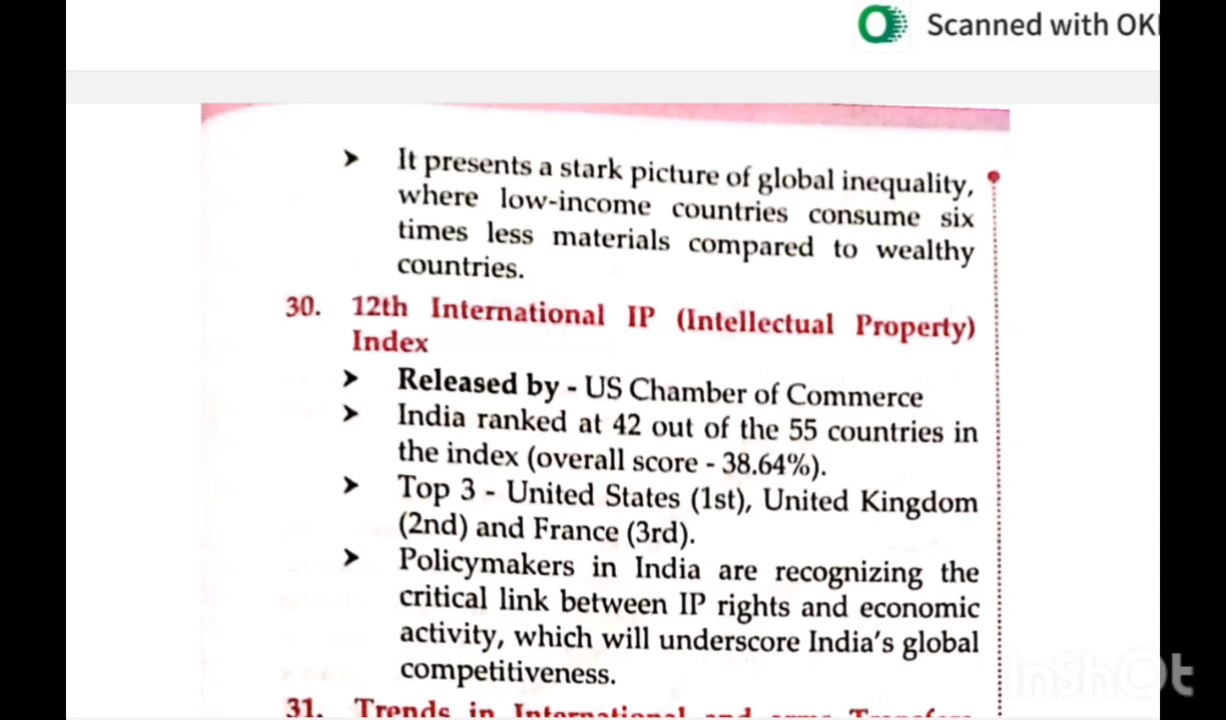 Scanned with OK
➤ It presents a stark picture of global inequality,
where low-income countries consume six
times less materials compared to wealthy
countries.
30. 12th International IP (Intellectual Property)
Index
➤ Released by - US Chamber of Commerce
➤ India ranked at 42 out of the 55 countries in
the index (overall score - 38.64%).
➤ Top 3 - United States (1st), United Kingdom
(2nd) and France (3rd).
➤ Policymakers in India are recognizing the
critical link between IP rights and economic
activity, which will underscore India's global
competitiveness.
31. Trends in International and arms Transfers
InShOt